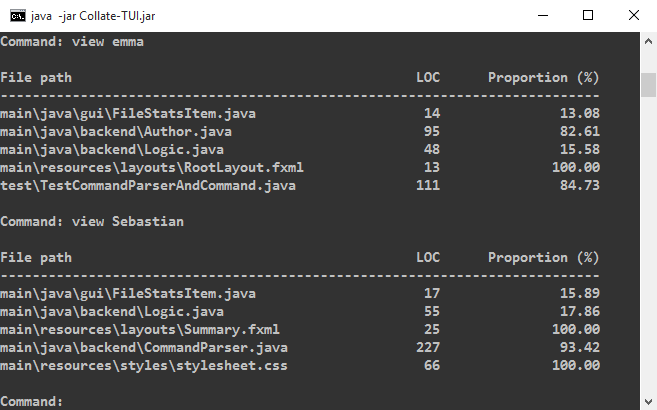 java -jar Collate-TUI.jar
Command: view emma
File path LOC Proportion (%)
---------------------------------------------------------------------------
main\java\gui\FileStatsItem.java 14 13.08
main\java\backend\Author.java 95 82.61
main\java\backend\Logic.java 48 15.58
main\resources\layouts\RootLayout.fxml 13 100.00
test\TestCommandParserAndCommand.java 111 84.73
Command: view Sebastian
File path LOC Proportion (%)
---------------------------------------------------------------------------
main\java\gui\FileStatsItem.java 17 15.89
main\java\backend\Logic.java 55 17.86
main\resources\layouts\Summary.fxml 25 100.00
main\java\backend\CommandParser.java 227 93.42
main\resources\styles\stylesheet.css 66 100.00
Command: